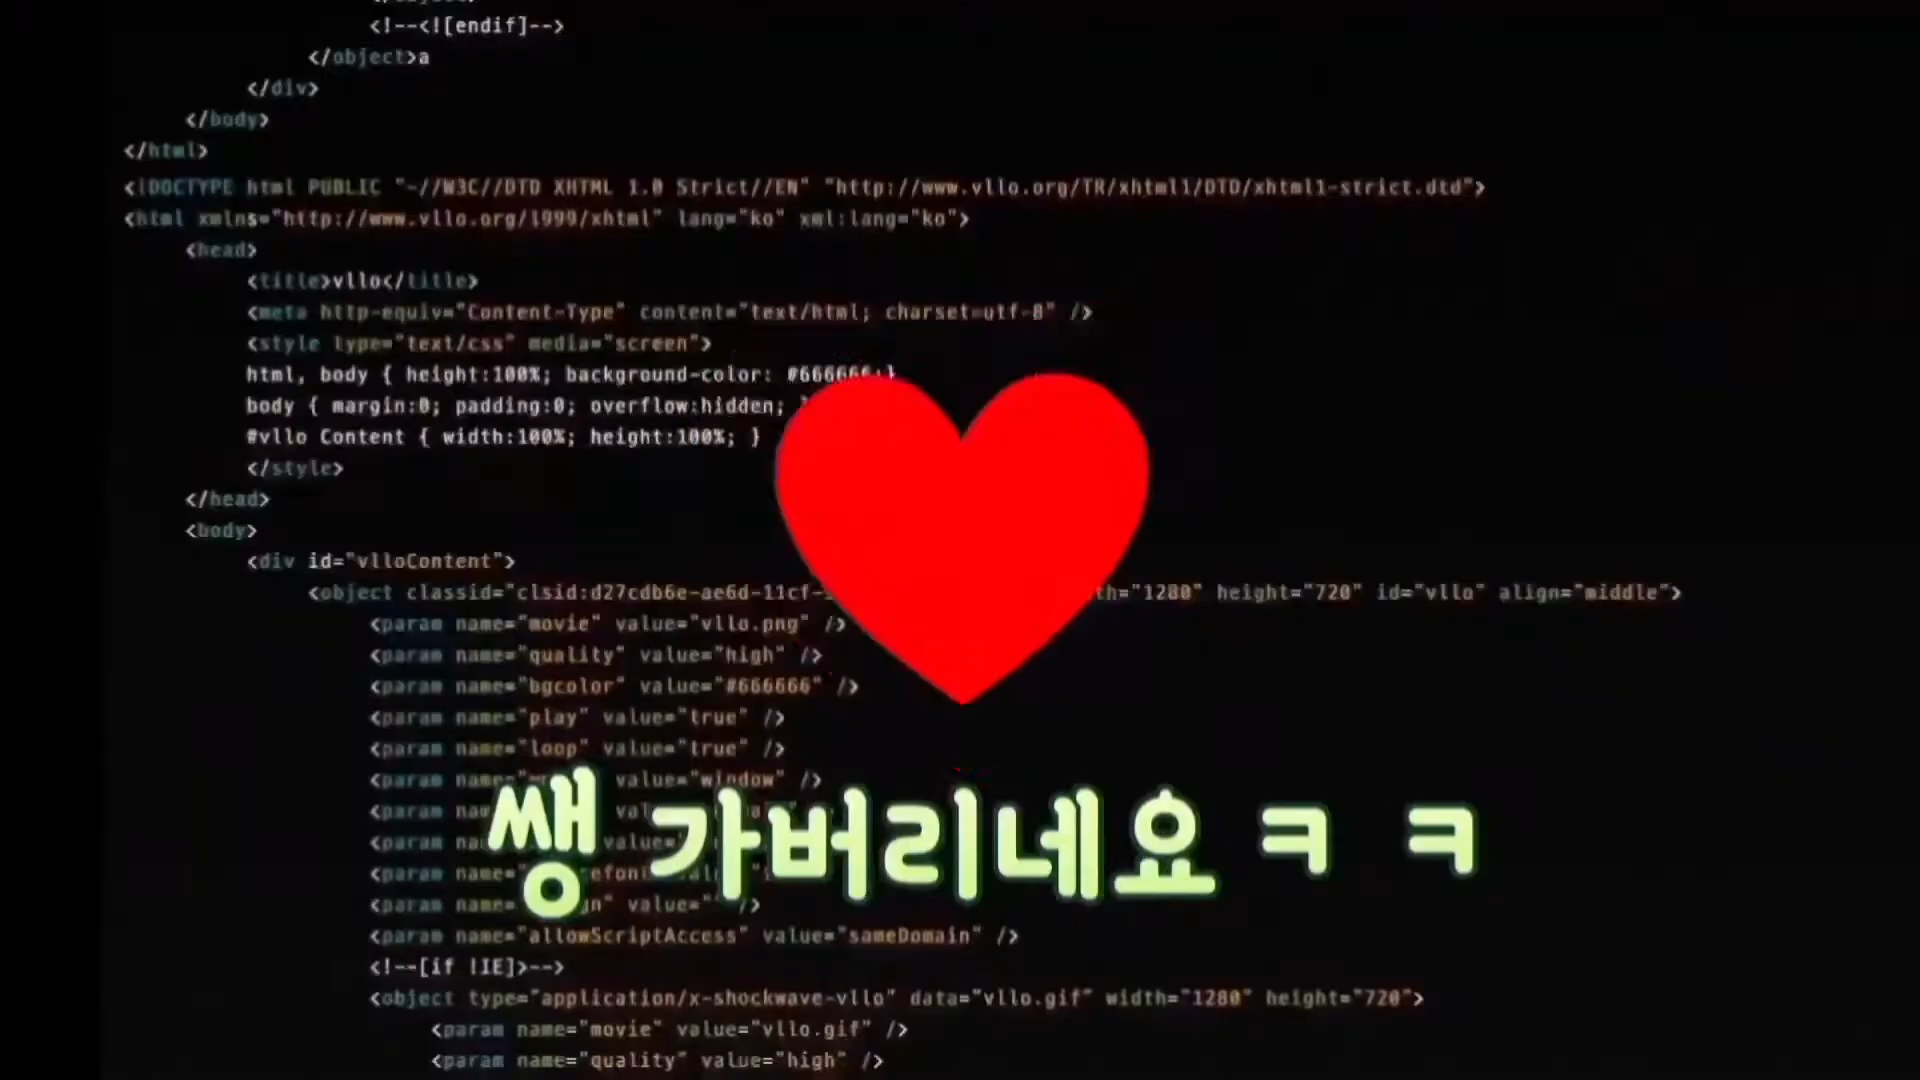 <!--<![endif]-->
</object>a
</div>
</body>
</html>
<!DOCTYPE html PUBLIC "-//W3C//DTD XHTML 1.0 Strict//EN" "http://www.vllo.org/TR/xhtml1/DTD/xhtml1-strict.dtd">
<html xmlns="http://www.vllo.org/1999/xhtml" lang="ko" xml:lang="ko">
<head>
<title>vllo</title>
<meta http-equiv="Content-Type" content="text/html; charset=utf-8" />
<style type="text/css" media="screen">
html, body { height:100%; background-color: #666666;}
body { margin:0; padding:0; overflow:hidden; }
#vllo Content { width:100%; height:100%; }
</style>
</head>
<body>
<div id="vlloContent">
<object classid="clsid:d27cdb6e-ae6d-11cf- height="720" id="vllo" align="middle">
<param name="movie" value="vllo.png" />
<param name="quality" value="high" />
<param name="bgcolor" value="#666666" />
<param name="play" value="true" />
<param name="loop" value="true" />
<param value="window" />
<param
<param
<param
<param name= value="" />
쌩 가버리네요ㅋ ㅋ
<param name="allowScriptAccess" value="sameDomain" />
<!--[if !IE]>-->
<object type="application/x-shockwave-vllo" data="vllo.gif" width="1280" height="720">
<param name="movie" value="vllo.gif" />
<param name="quality" value="high" />